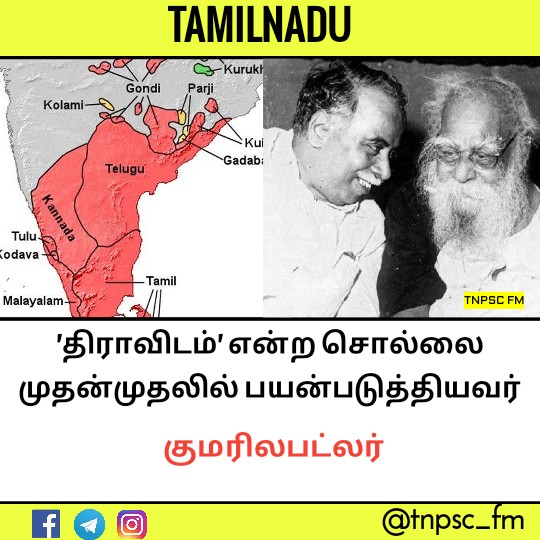 TAMILNADU
Kurukh
Gondi Parji
Kolami
Kui
Gadaba
Telugu
Kannada
Tulu
Kodava
Tamil
Malayalam
TNPSC FM
'திராவிடம்' என்ற சொல்லை
முதன்முதலில் பயன்படுத்தியவர்
குமரிலபட்லர்
@tnpsc_fm